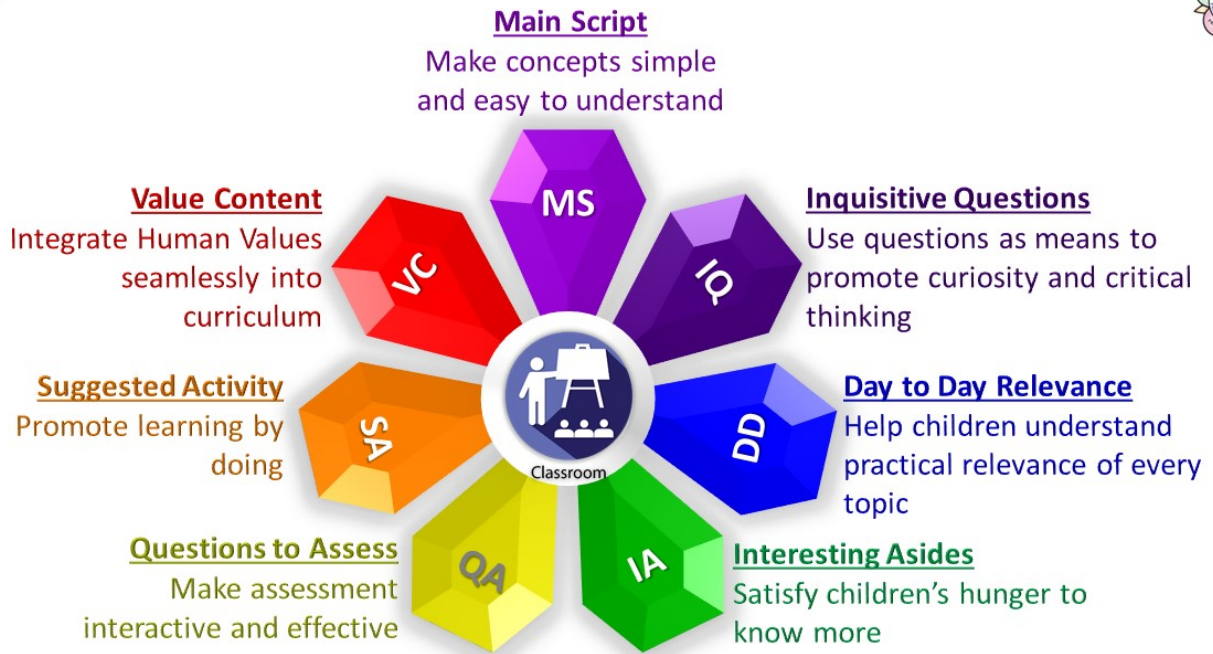 Main Script
Make concepts simple
and easy to understand
MS
Inquisitive Questions
Use questions as means to
promote curiosity and critical
thinking
IQ
Day to Day Relevance
Help children understand
practical relevance of every
topic
DD
Interesting Asides
Satisfy children's hunger to
know more
IA
Questions to Assess
Make assessment
interactive and effective
QA
Suggested Activity
Promote learning by
doing
SA
Value Content
Integrate Human Values
seamlessly into
curriculum
VC
Classroom